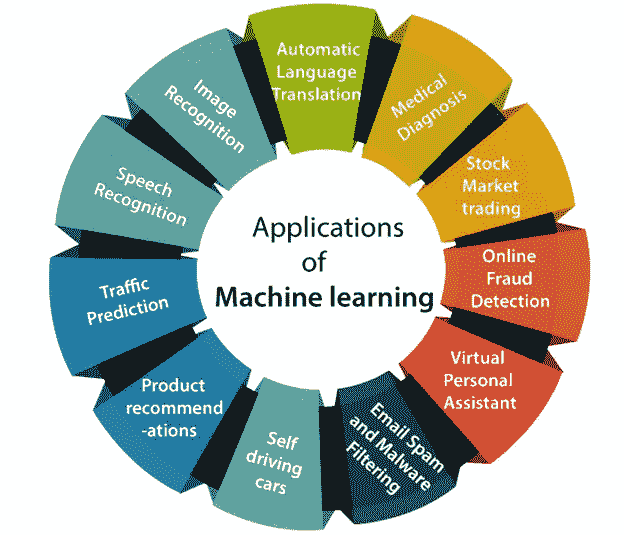 Applications
of
Machine learning
Automatic
Language
Translation
Medical
Diagnosis
Stock
Market
trading
Online
Fraud
Detection
Virtual
Personal
Assistant
Email Spam
and Malware
Filtering
Self
driving
cars
Product
recommend
-ations
Traffic
Prediction
Speech
Recognition
Image
Recognition